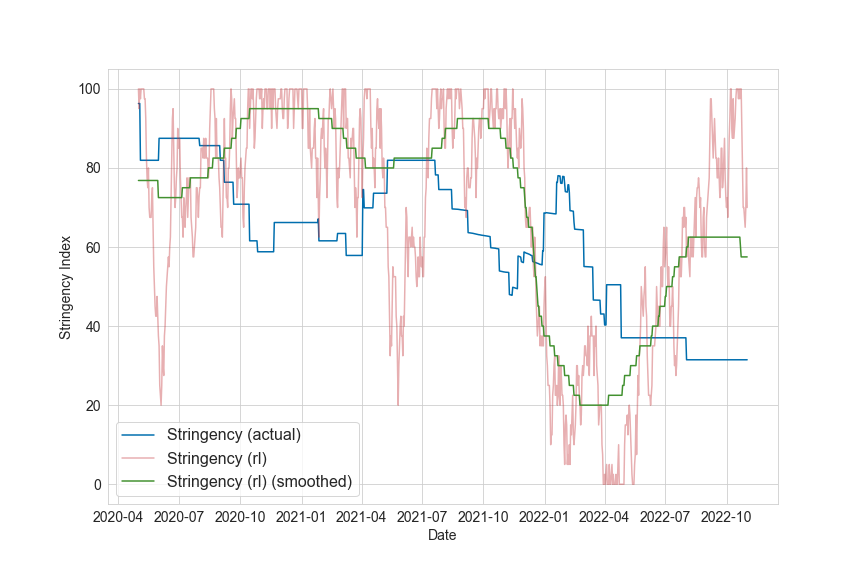 100
80
60
40
20
0
Stringency Index
Stringency (actual)
Stringency (rl)
Stringency (rl) (smoothed)
2020-04 2020-07 2020-10 2021-01 2021-04 2021-07 2021-10 2022-01 2022-04 2022-07 2022-10
Date